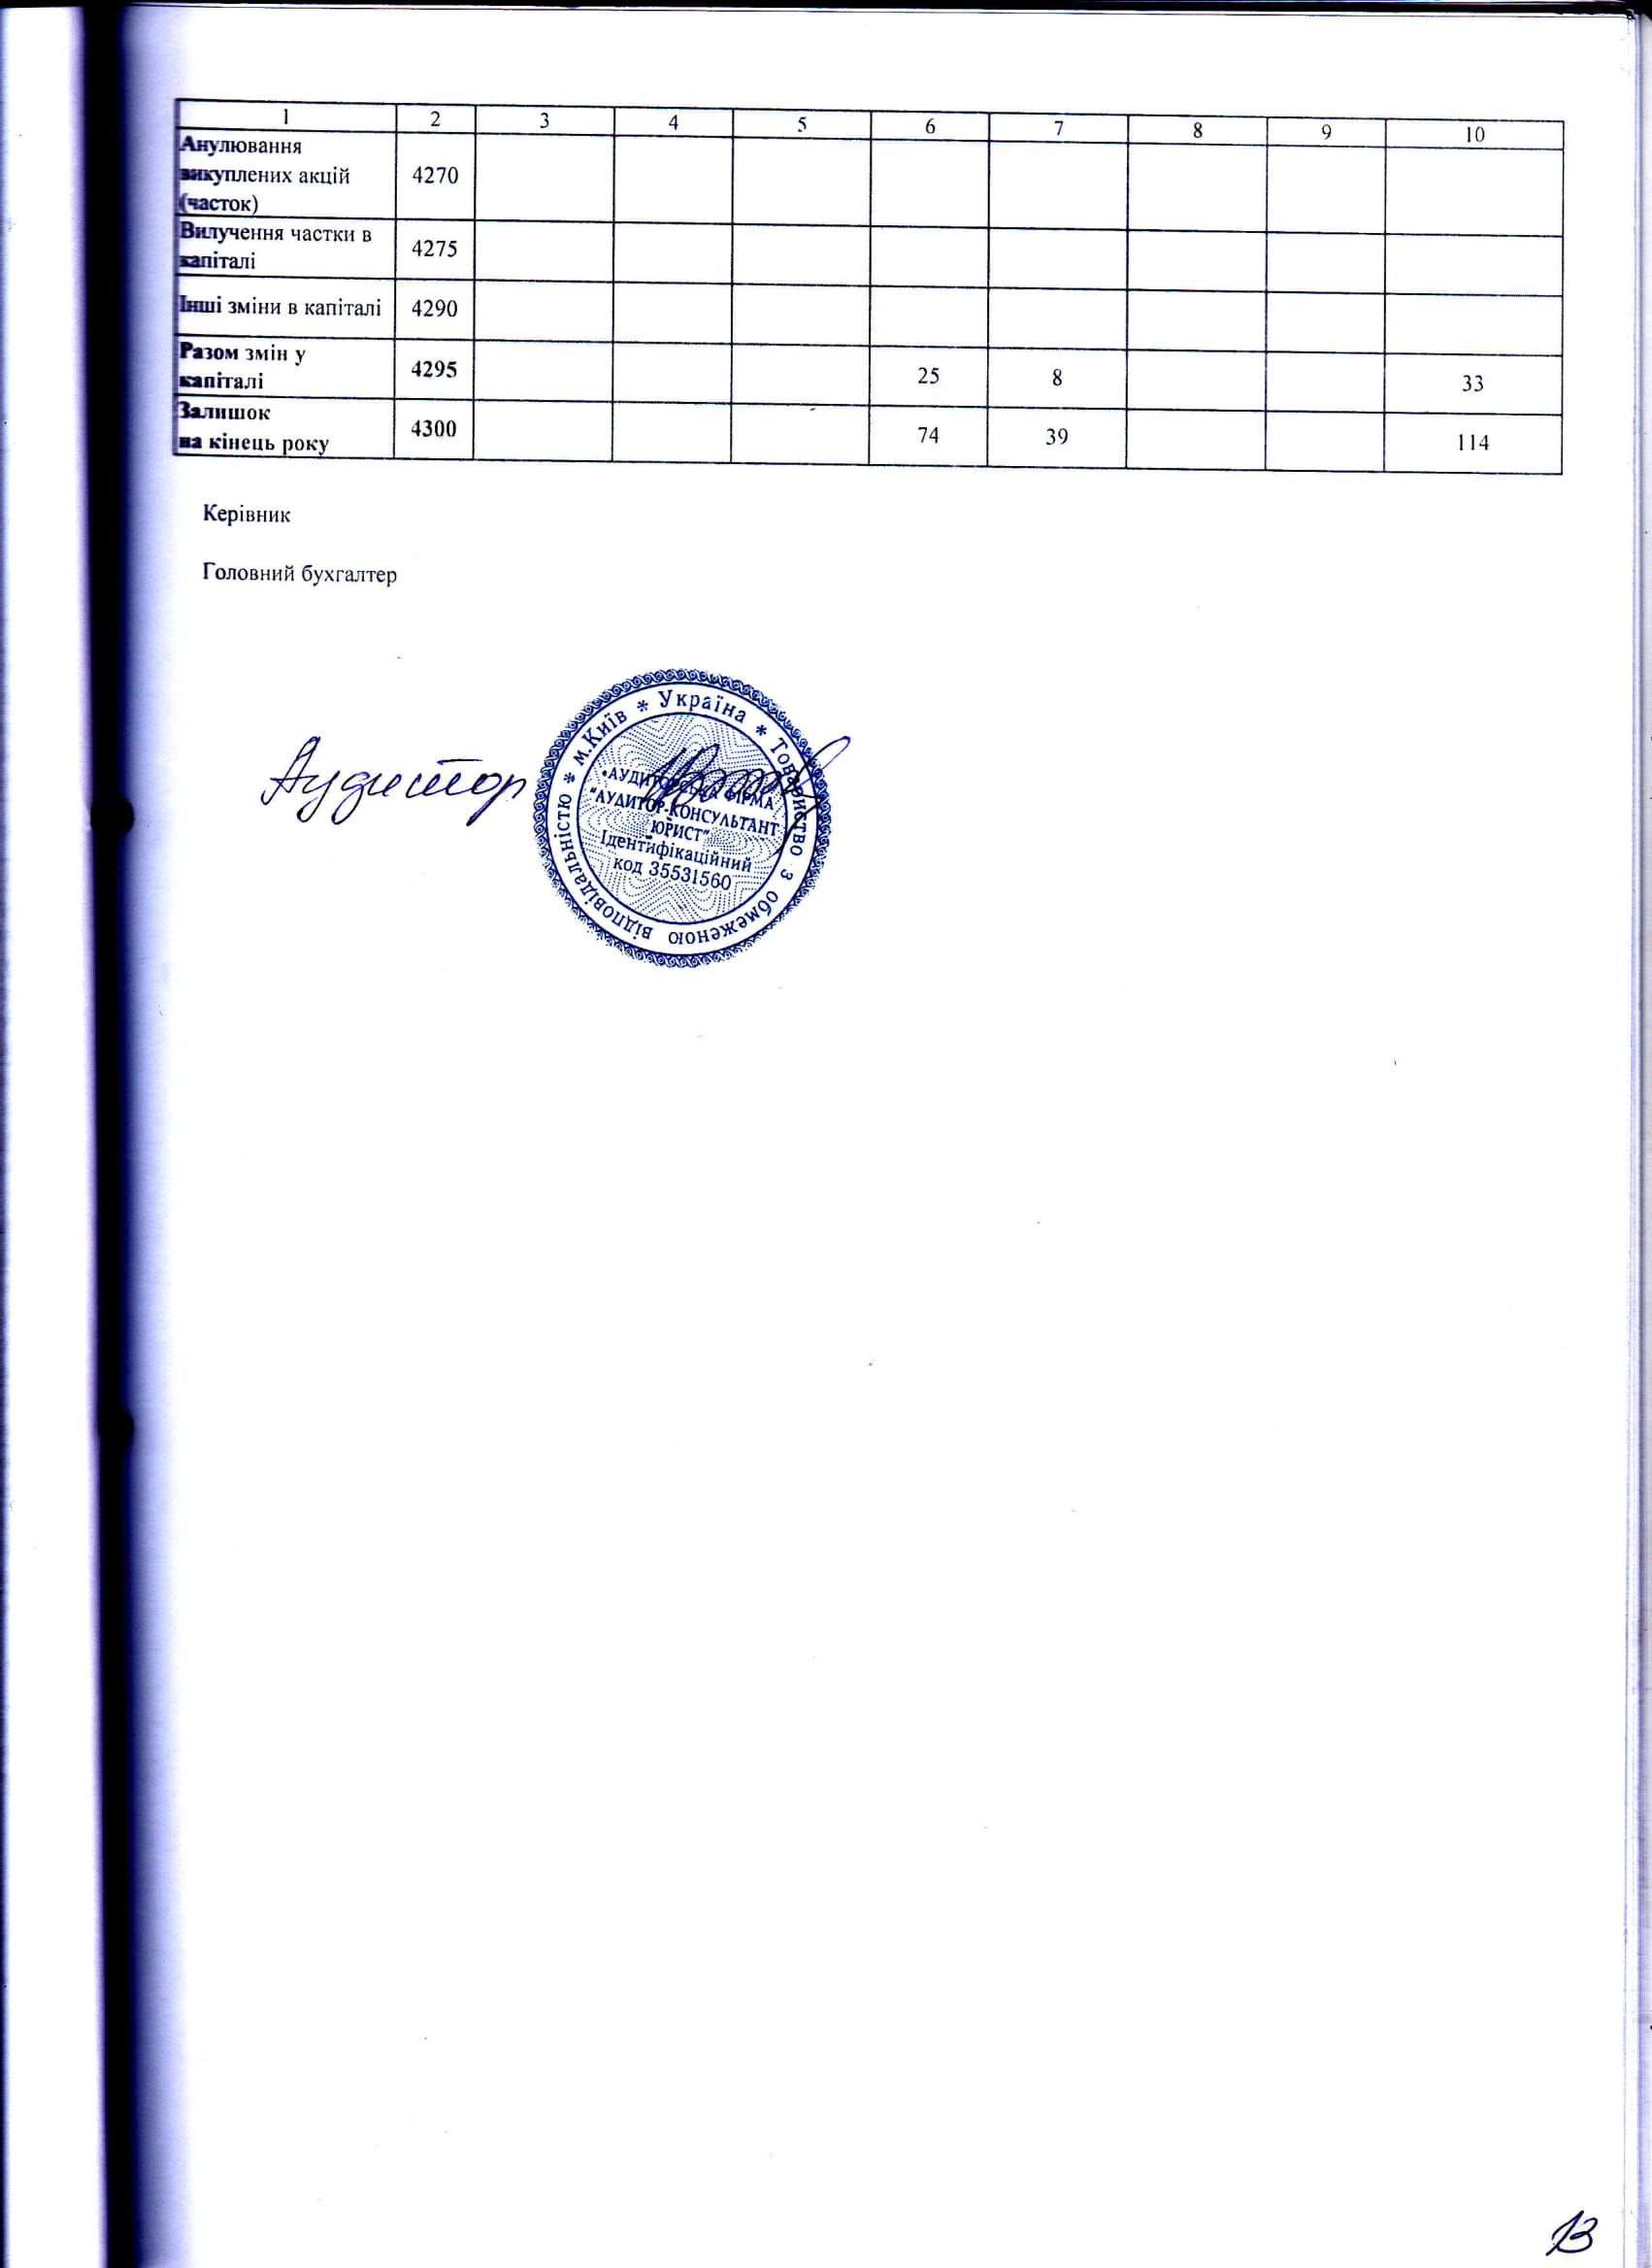 1 2 3 4 5 6 7 8 9 10
Анулювання
викуплених акцій 4270
(часток)
Вилучення частки в
капіталі 4275
Інші зміни в капіталі 4290
Разом змін у
капіталі 4295 25 8 33
Залишок
на кінець року 4300 74 39 114
Керівник
Головний бухгалтер
Аудитор
* м.Київ * Україна * Товариство з обмеженою відповідальністю
"АУДИТОРСЬКА ФІРМА
"АУДИТОР-КОНСУЛЬТАНТ
ЮРИСТ"
Ідентифікаційний
код 35531560
13